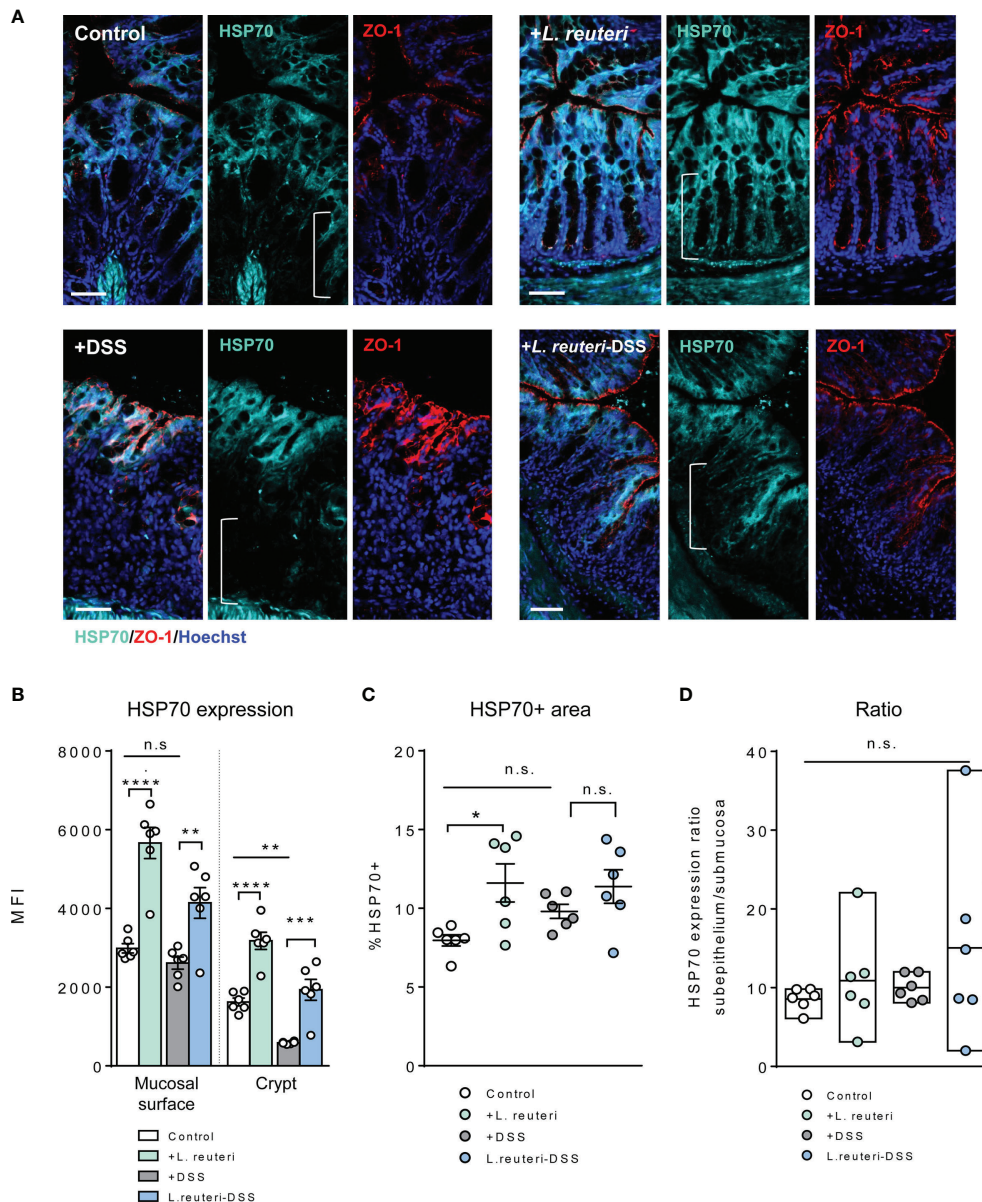 A
Control
HSP70
ZO-1
+L. reuteri
HSP70
ZO-1
+DSS
HSP70
ZO-1
+L. reuteri-DSS
HSP70
ZO-1
HSP70/ZO-1/Hoechst
B
HSP70 expression
8000
6000
4000
2000
0
MFI
n.s
.
****
**
**
****
***
Mucosal
surface
Crypt
Control
+L. reuteri
+DSS
L.reuteri-DSS
C
HSP70+ area
20
15
10
5
0
%HSP70+
n.s.
*
n.s.
Control
+L. reuteri
+DSS
L.reuteri-DSS
D
Ratio
40
30
20
10
0
HSP70 expression ratio
subepithelium/submucosa
n.s.
Control
+L. reuteri
+DSS
L.reuteri-DSS